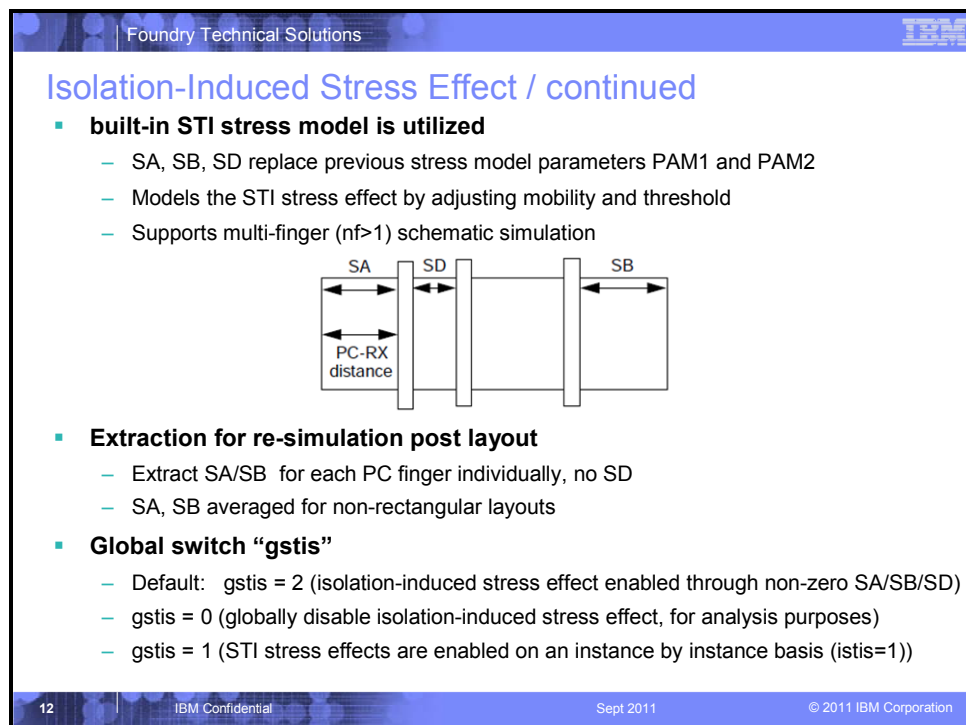 Foundry Technical Solutions
IBM
Isolation-Induced Stress Effect / continued
▪ built-in STI stress model is utilized
– SA, SB, SD replace previous stress model parameters PAM1 and PAM2
– Models the STI stress effect by adjusting mobility and threshold
– Supports multi-finger (nf>1) schematic simulation
SA SD SB
PC-RX
distance
▪ Extraction for re-simulation post layout
– Extract SA/SB for each PC finger individually, no SD
– SA, SB averaged for non-rectangular layouts
▪ Global switch “gstis”
– Default: gstis = 2 (isolation-induced stress effect enabled through non-zero SA/SB/SD)
– gstis = 0 (globally disable isolation-induced stress effect, for analysis purposes)
– gstis = 1 (STI stress effects are enabled on an instance by instance basis (istis=1))
12 IBM Confidential Sept 2011 © 2011 IBM Corporation